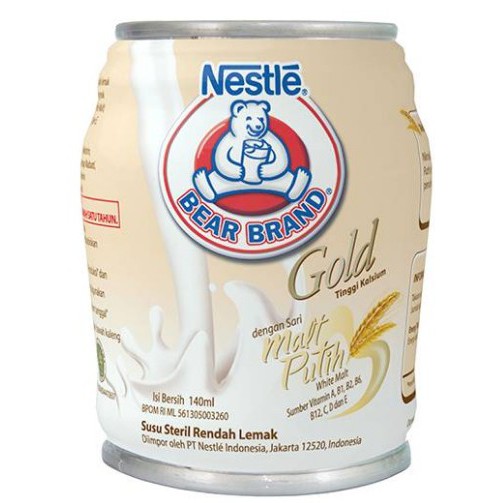 Nestlé
BEAR BRAND
Gold
Tinggi Kalsium
dengan Sari
Malt
Putih
White Malt
Sumber Vitamin A, B1, B2, B6,
B12, C, D dan E
Isi Bersih 140ml
BPOM RI ML 561305003260
Susu Steril Rendah Lemak
Diimpor oleh PT Nestlé Indonesia, Jakarta 12520, Indonesia
SATU TAHUN.